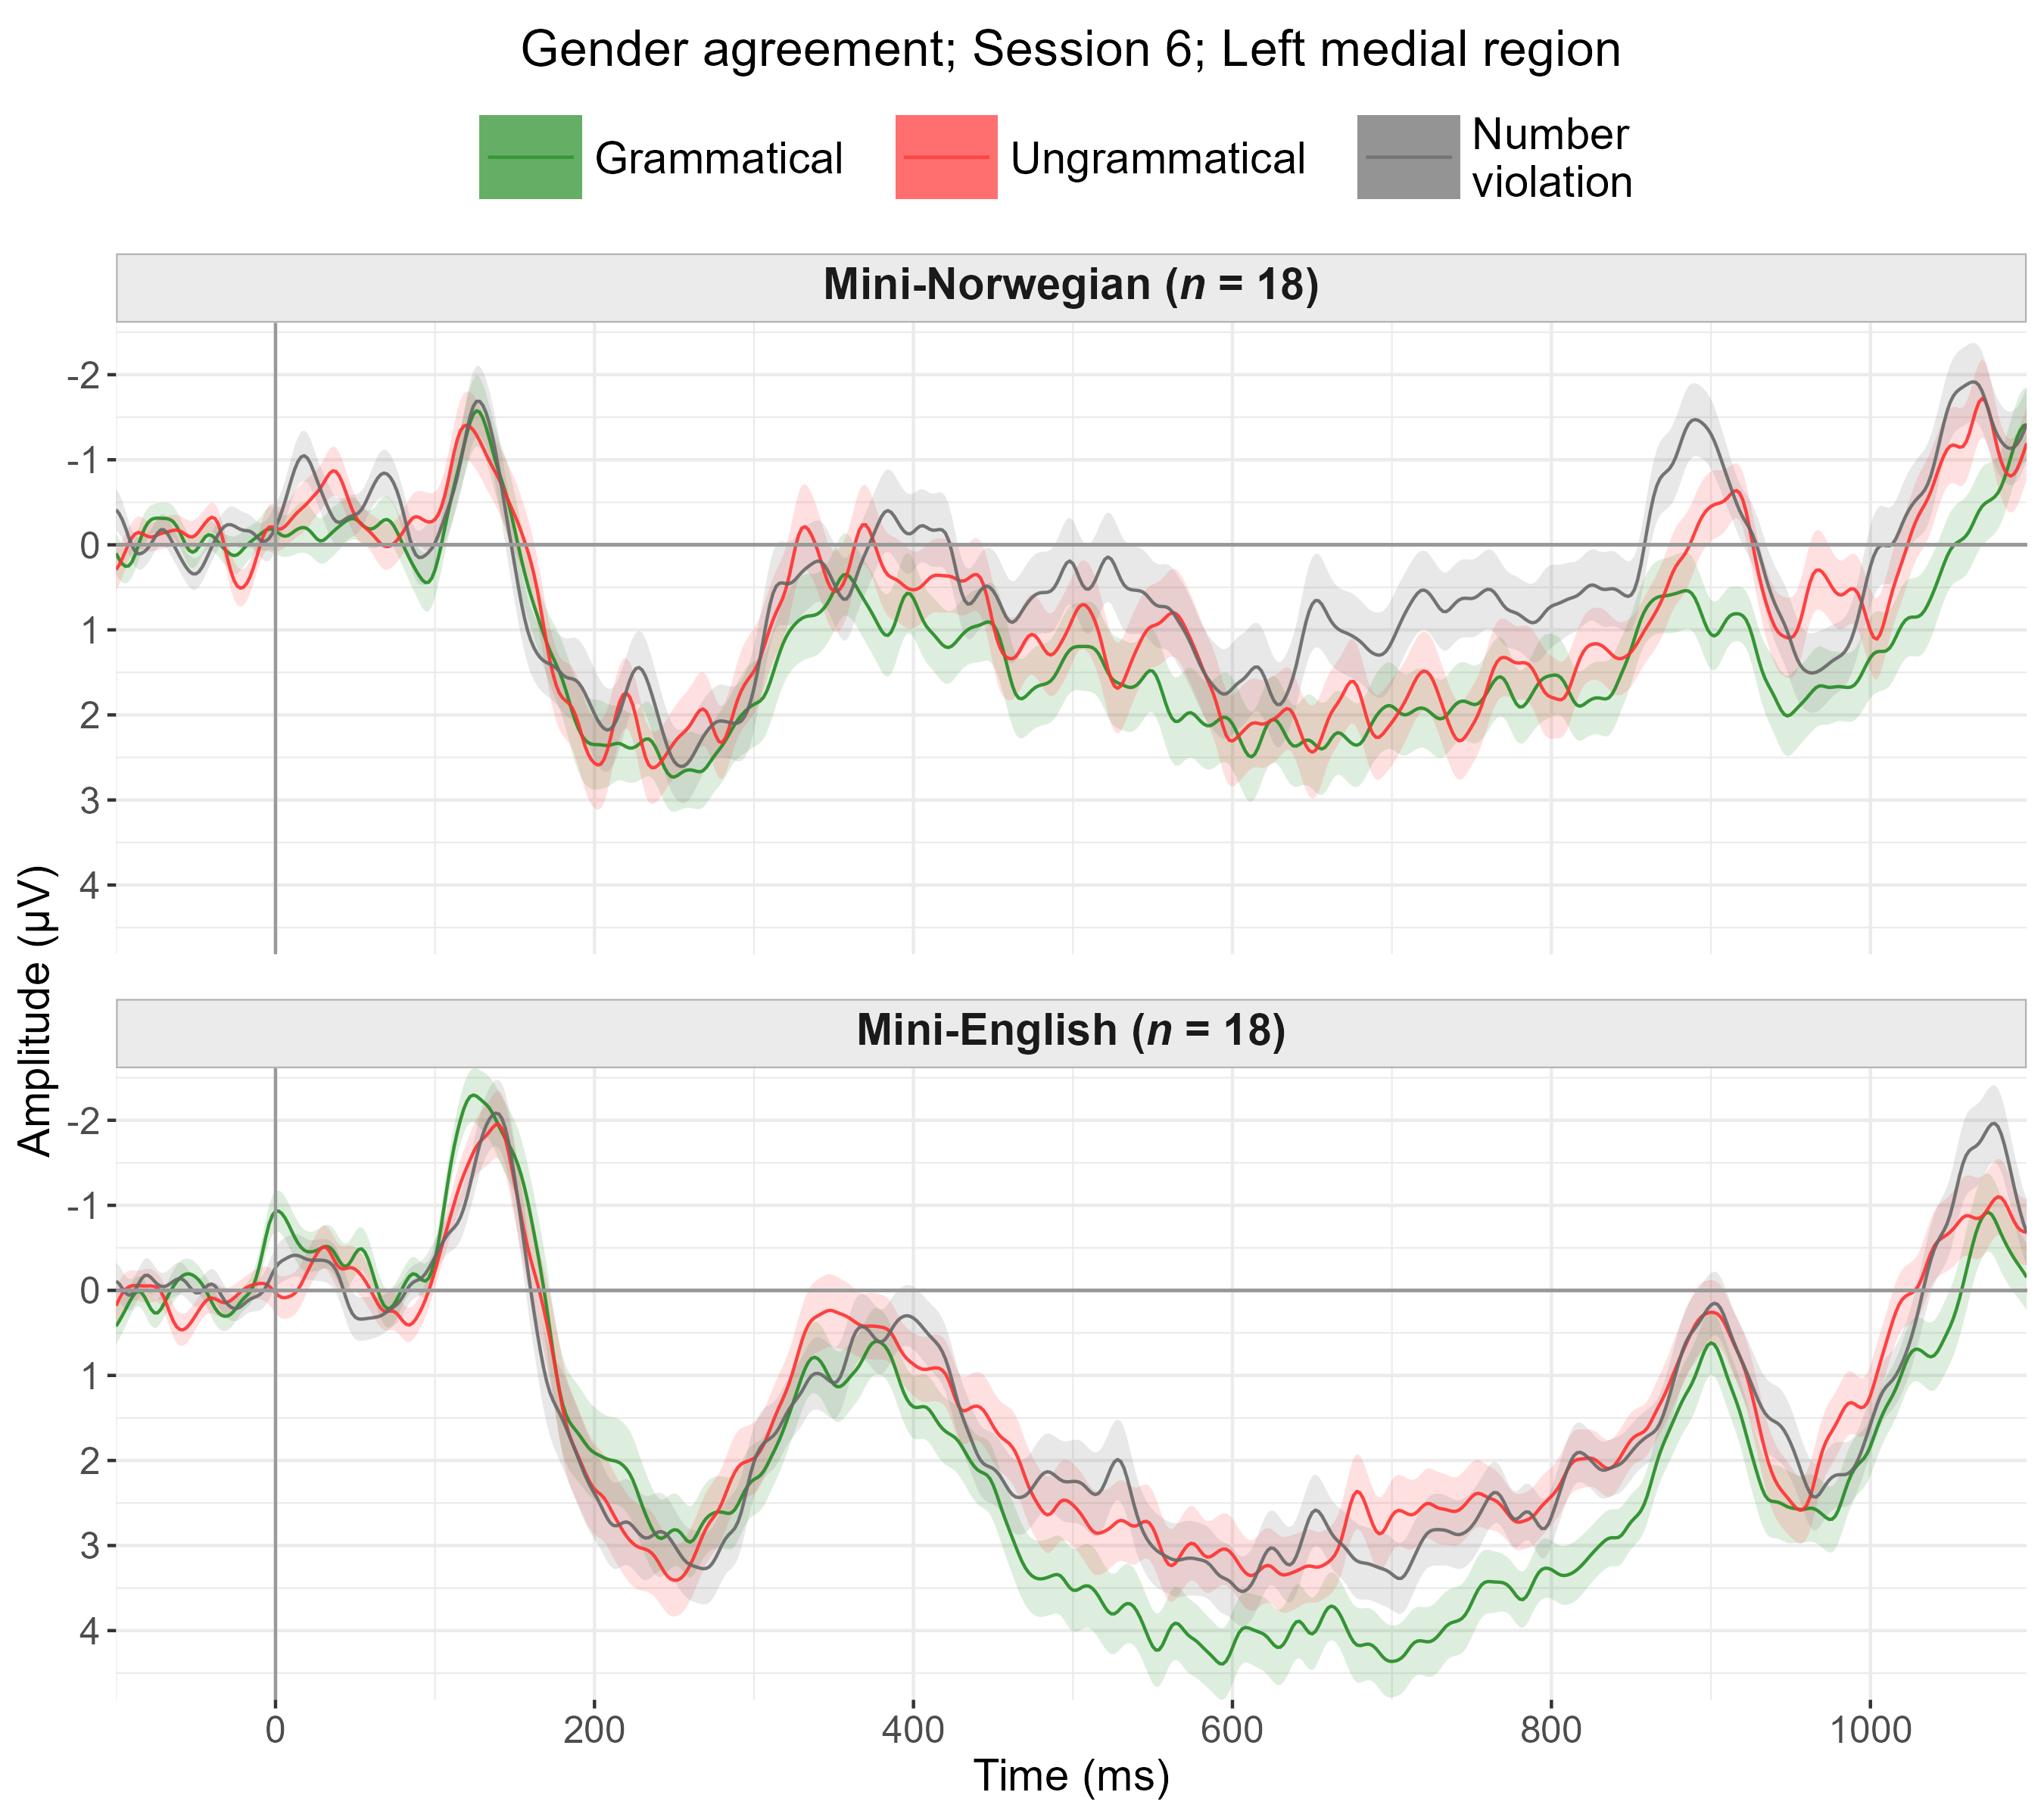 Gender agreement; Session 6; Left medial region
Grammatical
Ungrammatical
Number
violation
Mini-Norwegian (n = 18)
-2
-1
0
1
2
3
4
Amplitude (µV)
Mini-English (n = 18)
-2
-1
0
1
2
3
4
0 200 400 600 800 1000
Time (ms)